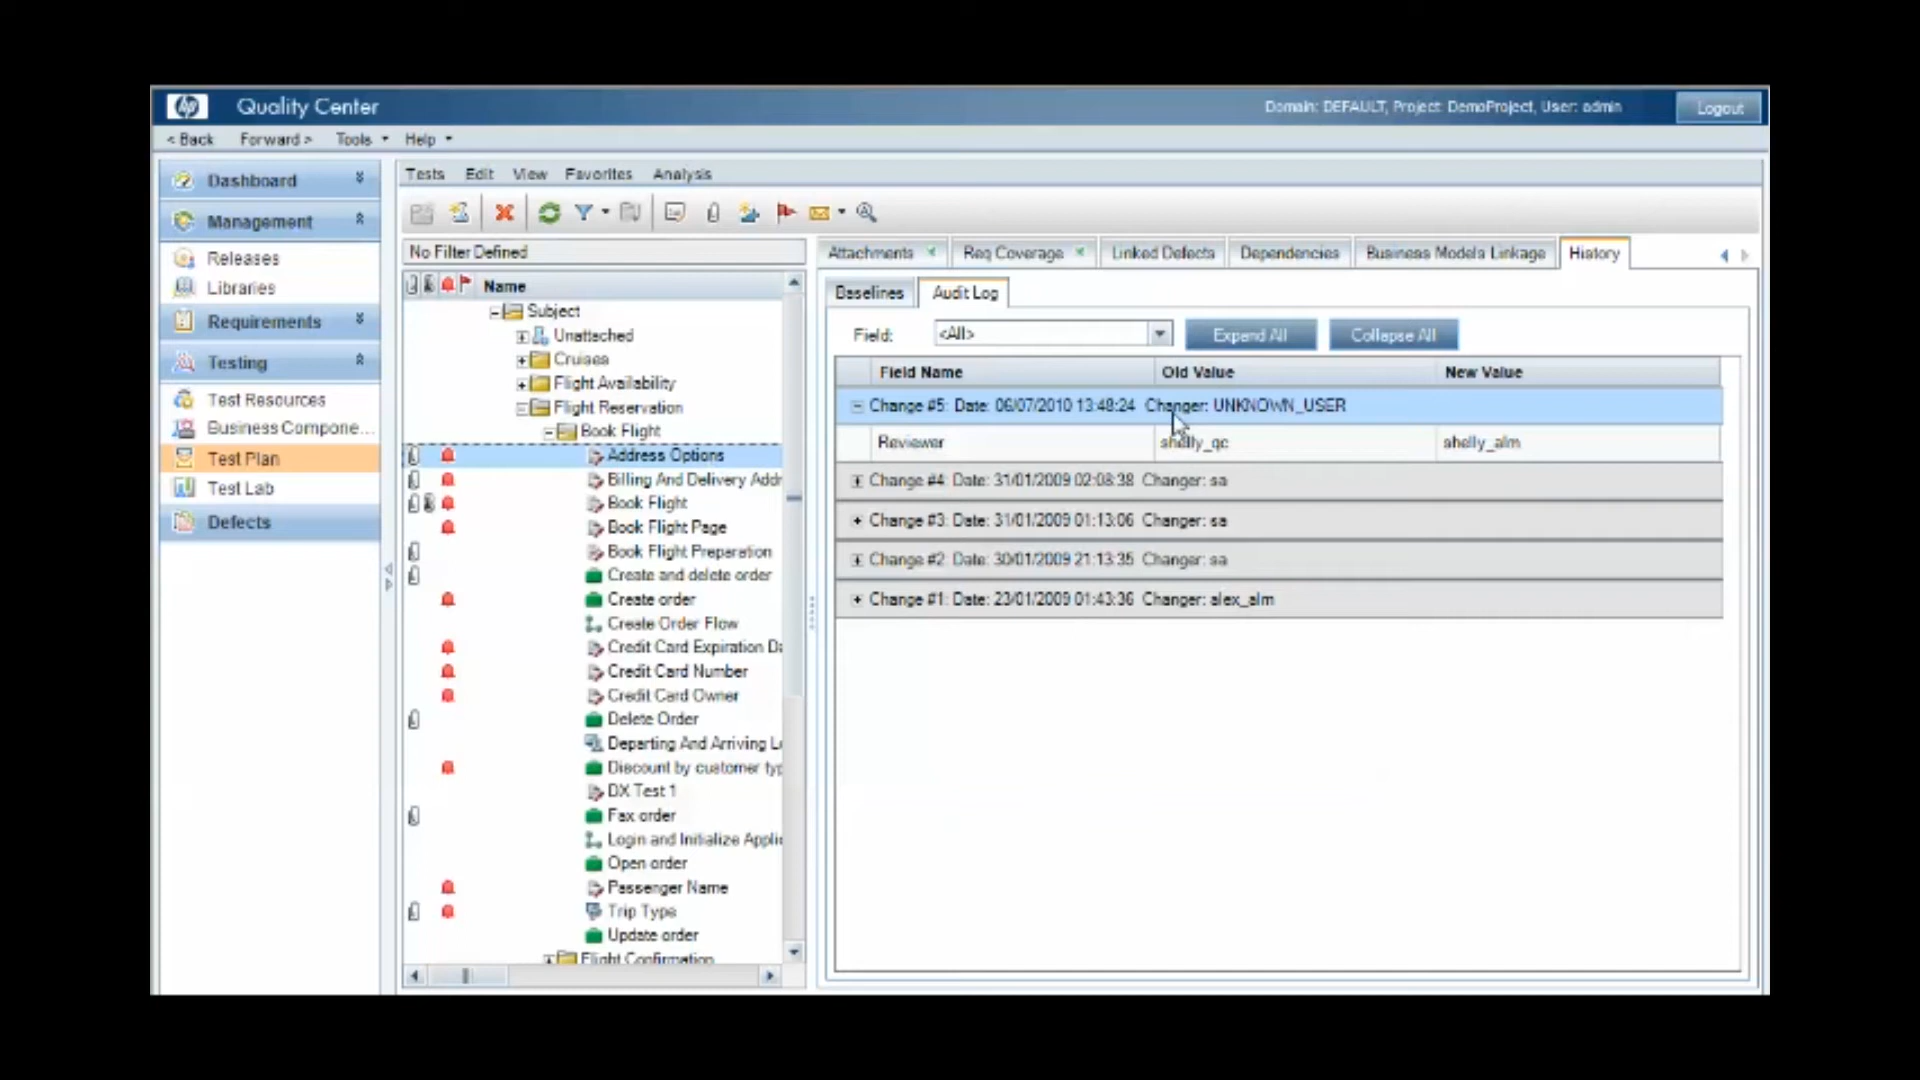 hp Quality Center
Domain: DEFAULT, Project: DemoProject, User: admin
Logout
< Back Forward > Tools Help
Dashboard
Management
Releases
Libraries
Requirements
Testing
Test Resources
Business Compone...
Test Plan
Test Lab
Defects
Tests Edit View Favorites Analysis
No Filter Defined
Name
Subject
Unattached
Cruises
Flight Availability
Flight Reservation
Book Flight
Address Options
Billing And Delivery Addr
Book Flight
Book Flight Page
Book Flight Preparation
Create and delete order
Create order
Create Order Flow
Credit Card Expiration Da
Credit Card Number
Credit Card Owner
Delete Order
Departing And Arriving Lo
Discount by customer typ
DX Test 1
Fax order
Login and Initialize Applic
Open order
Passenger Name
Trip Type
Update order
Flight Confirmation
Attachments Req Coverage Linked Defects Dependencies Business Models Linkage History
Baselines Audit Log
Field: <All> Expand All Collapse All
Field Name Old Value New Value
Change #5: Date: 06/07/2010 13:48:24 Changer: UNKNOWN_USER
Reviewer shelly_qc shelly_alm
Change #4: Date: 31/01/2009 02:08:38 Changer: sa
Change #3: Date: 31/01/2009 01:13:06 Changer: sa
Change #2: Date: 30/01/2009 21:13:35 Changer: sa
Change #1: Date: 23/01/2009 01:43:36 Changer: alex_alm